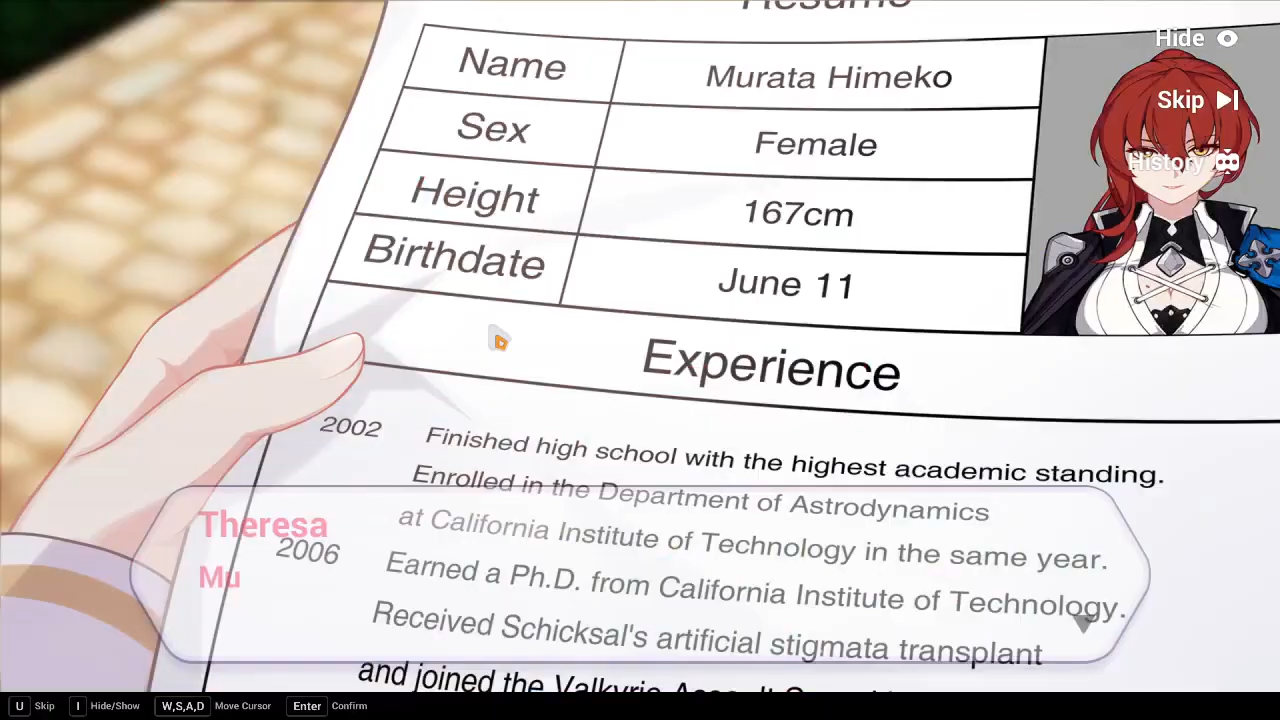 Resume
Hide
Name Murata Himeko
Skip
Sex Female
History
Height 167cm
Birthdate June 11
Experience
2002 Finished high school with the highest academic standing.
Enrolled in the Department of Astrodynamics
at California Institute of Technology in the same year.
Theresa
Mu
2006 Earned a Ph.D. from California Institute of Technology.
Received Schicksal's artificial stigmata transplant
and joined the Valkyrie
U Skip I Hide/Show W,S,A,D Move Cursor Enter Confirm